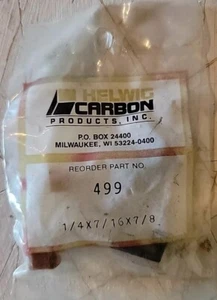 HELWIG
CARBON
PRODUCTS, INC.
P.O. BOX 24400
MILWAUKEE, WI 53224-0400
REORDER PART NO.
499
1/4X7/16X7/8